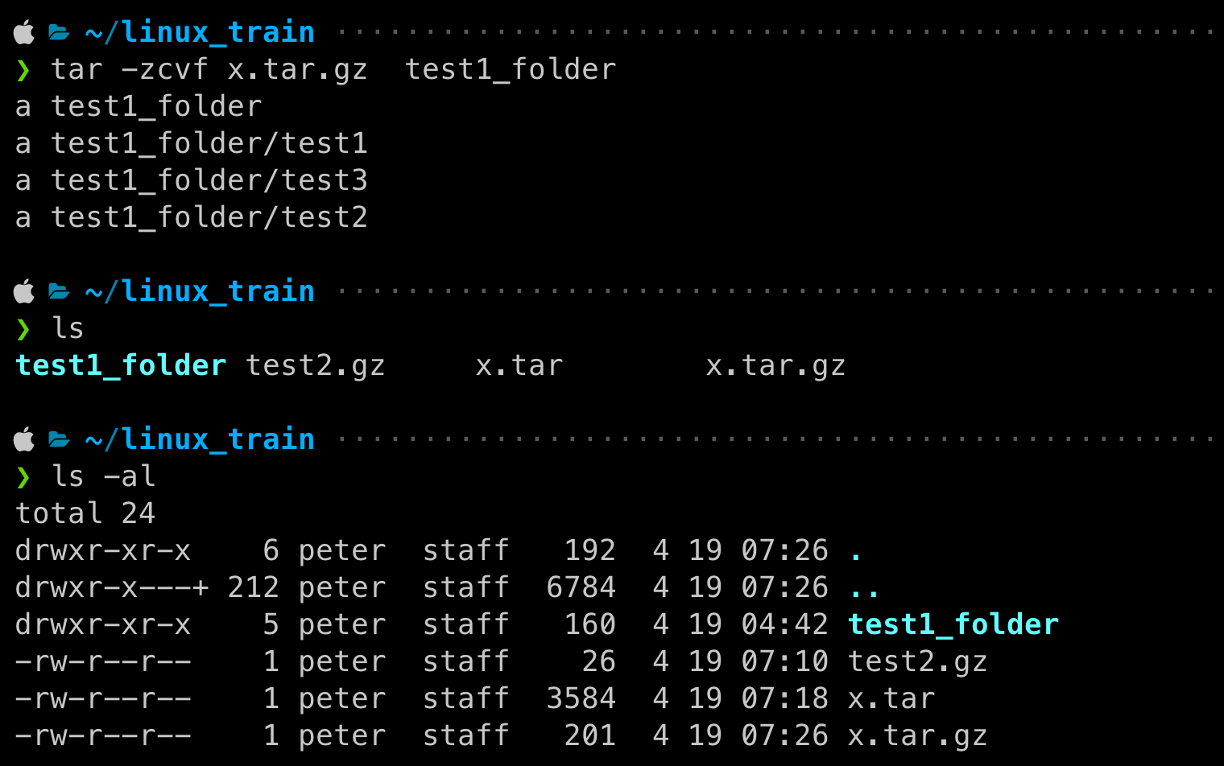 ~/linux_train
❯ tar -zcvf x.tar.gz  test1_folder
a test1_folder
a test1_folder/test1
a test1_folder/test3
a test1_folder/test2
~/linux_train
❯ ls
test1_folder test2.gz     x.tar        x.tar.gz
~/linux_train
❯ ls -al
total 24
drwxr-xr-x    6 peter  staff   192  4 19 07:26 .
drwxr-x---+ 212 peter  staff  6784  4 19 07:26 ..
drwxr-xr-x    5 peter  staff   160  4 19 04:42 test1_folder
-rw-r--r--    1 peter  staff    26  4 19 07:10 test2.gz
-rw-r--r--    1 peter  staff  3584  4 19 07:18 x.tar
-rw-r--r--    1 peter  staff   201  4 19 07:26 x.tar.gz